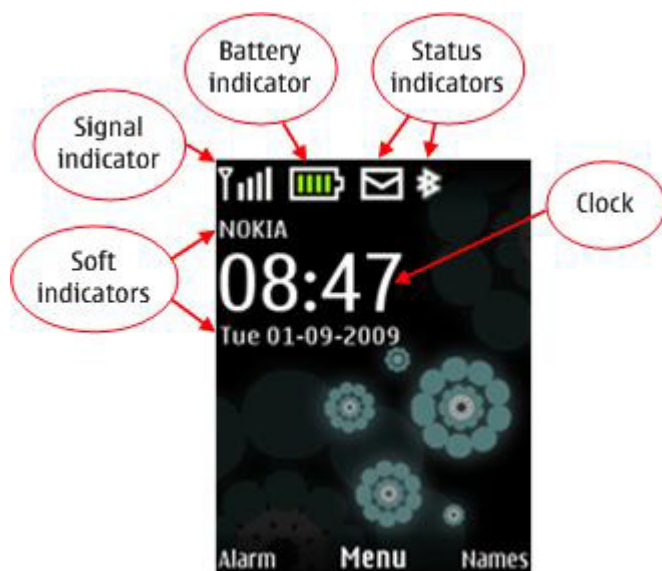 Battery
indicator
Status
indicators
Signal
indicator
Clock
Soft
indicators
NOKIA
08:47
Tue 01-09-2009
Alarm Menu Names